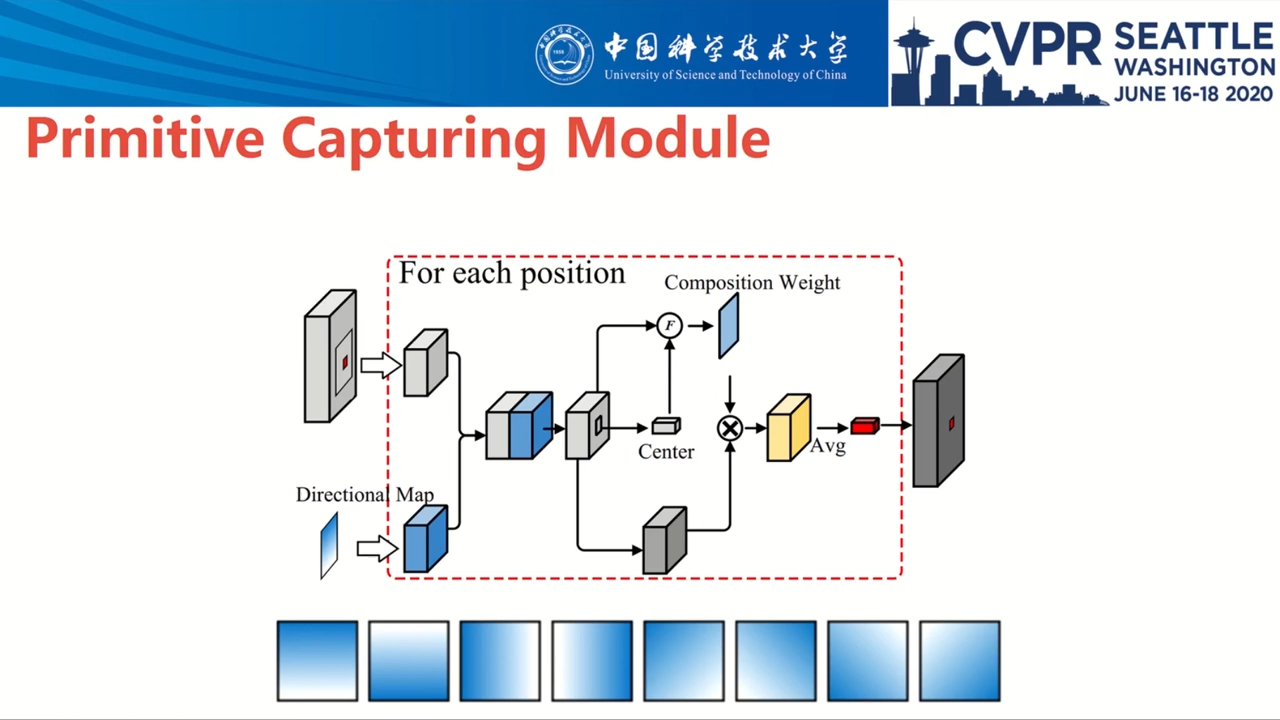 中国科学技术大学
University of Science and Technology of China
1958
CVPR
SEATTLE
WASHINGTON
JUNE 16-18 2020
Primitive Capturing Module
For each position
Composition Weight
F
Center
Avg
Directional Map